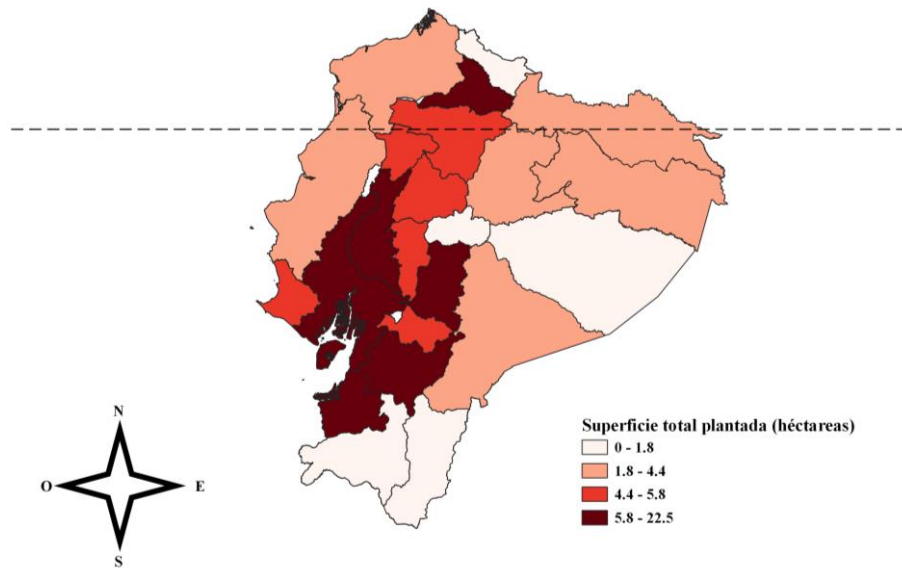 N
O
E
S
Superficie total plantada (héctareas)
0 - 1.8
1.8 - 4.4
4.4 - 5.8
5.8 - 22.5